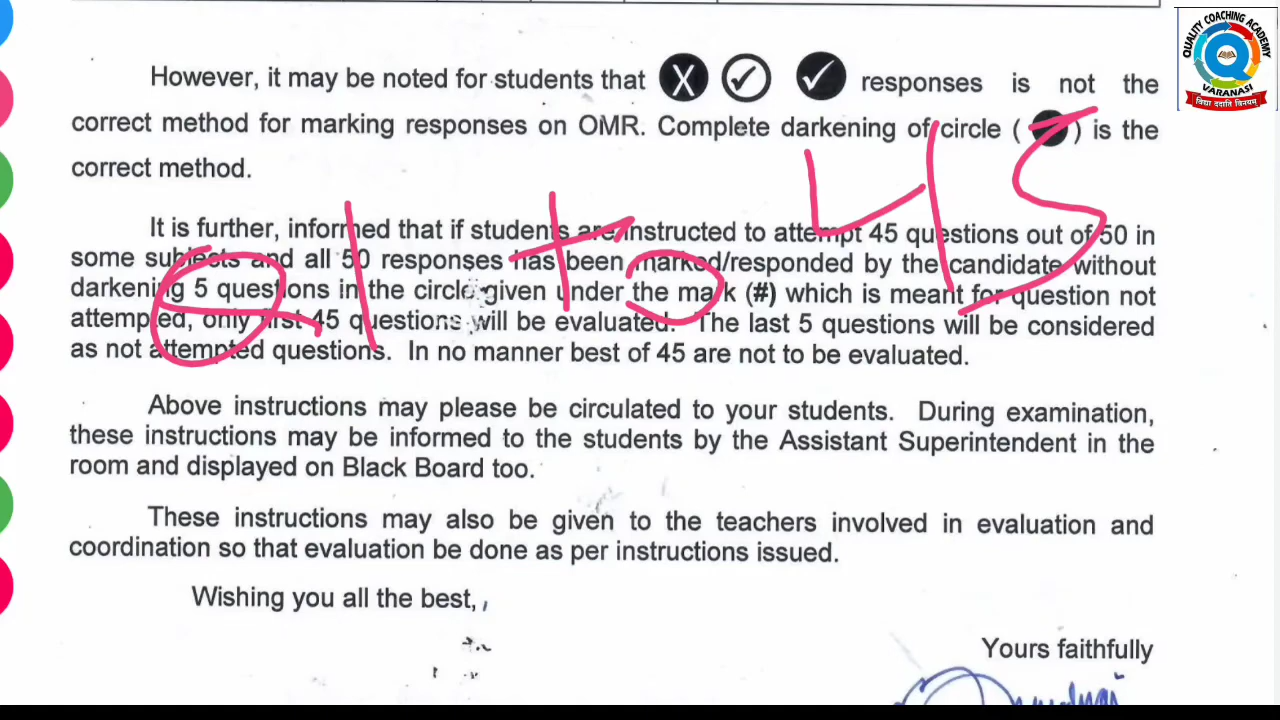 QUALITY COACHING ACADEMY
VARANASI
विद्या ददाति विनयम्
However, it may be noted for students that X ✓ ✓ responses is not the
correct method for marking responses on OMR. Complete darkening of circle ( ● ) is the
correct method.
It is further, informed that if students are instructed to attempt 45 questions out of 50 in
some subjects and all 50 responses has been marked/responded by the candidate without
darkening 5 questions in the circle given under the mark (#) which is meant for question not
attempted, only first 45 questions will be evaluated. The last 5 questions will be considered
as not attempted questions. In no manner best of 45 are not to be evaluated.
Above instructions may please be circulated to your students. During examination,
these instructions may be informed to the students by the Assistant Superintendent in the
room and displayed on Black Board too.
These instructions may also be given to the teachers involved in evaluation and
coordination so that evaluation be done as per instructions issued.
Wishing you all the best,
Yours faithfully
45